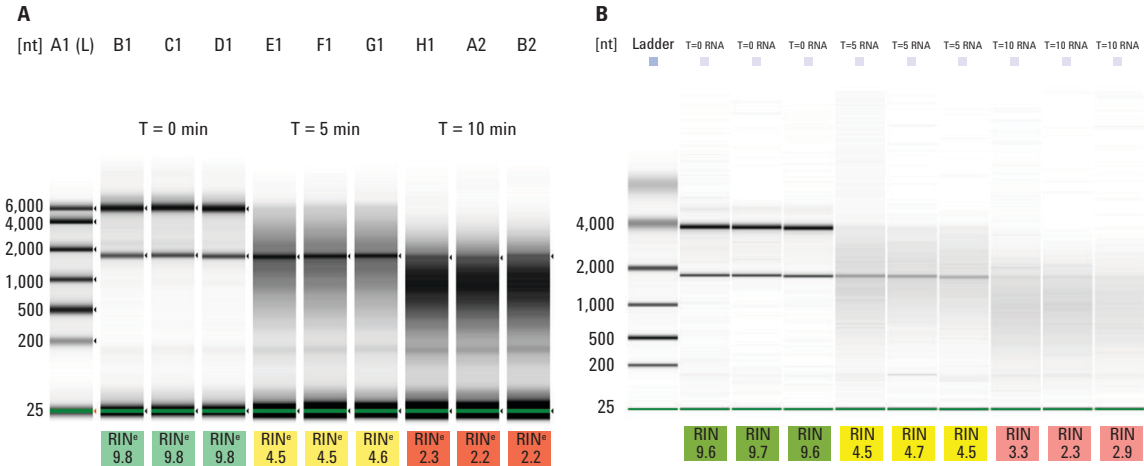 A
[nt] A1 (L) B1 C1 D1 E1 F1 G1 H1 A2 B2
T = 0 min T = 5 min T = 10 min
6,000
4,000
2,000
1,000
500
200
25
RINᵉ RINᵉ RINᵉ RINᵉ RINᵉ RINᵉ RINᵉ RINᵉ RINᵉ
9.8 9.8 9.8 4.5 4.5 4.6 2.3 2.2 2.2
B
[nt] Ladder T=0 RNA T=0 RNA T=0 RNA T=5 RNA T=5 RNA T=5 RNA T=10 RNA T=10 RNA T=10 RNA
4,000
2,000
1,000
500
200
25
RIN RIN RIN RIN RIN RIN RIN RIN RIN
9.6 9.7 9.6 4.5 4.7 4.5 3.3 2.3 2.9